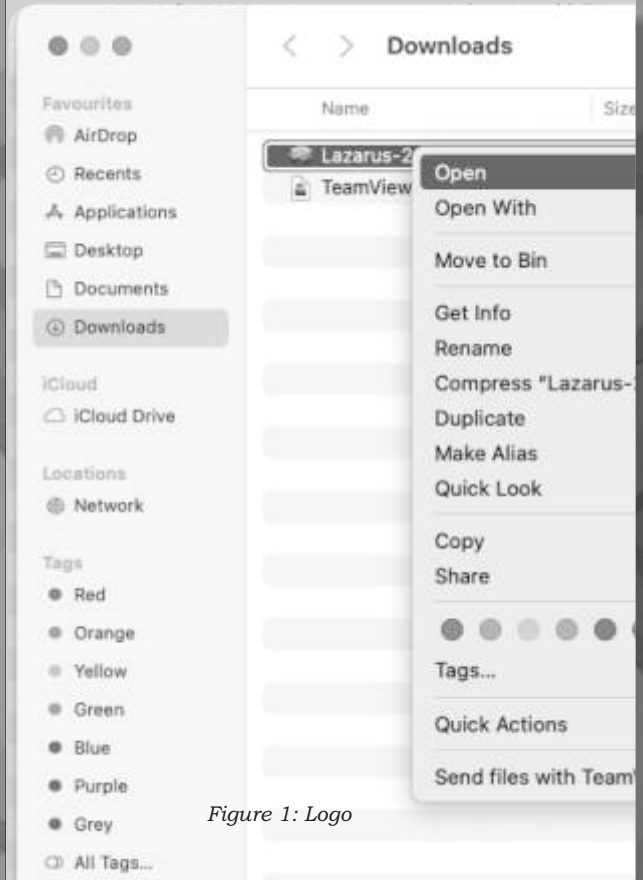 Downloads
Favourites
AirDrop
Recents
Applications
Desktop
Documents
Downloads
iCloud
iCloud Drive
Locations
Network
Tags
Red
Orange
Yellow
Green
Blue
Purple
Grey
All Tags...
Name
Size
Lazarus-2
TeamView
Open
Open With
Move to Bin
Get Info
Rename
Compress "Lazarus-
Duplicate
Make Alias
Quick Look
Copy
Share
Tags...
Quick Actions
Send files with Team
Figure 1: Logo